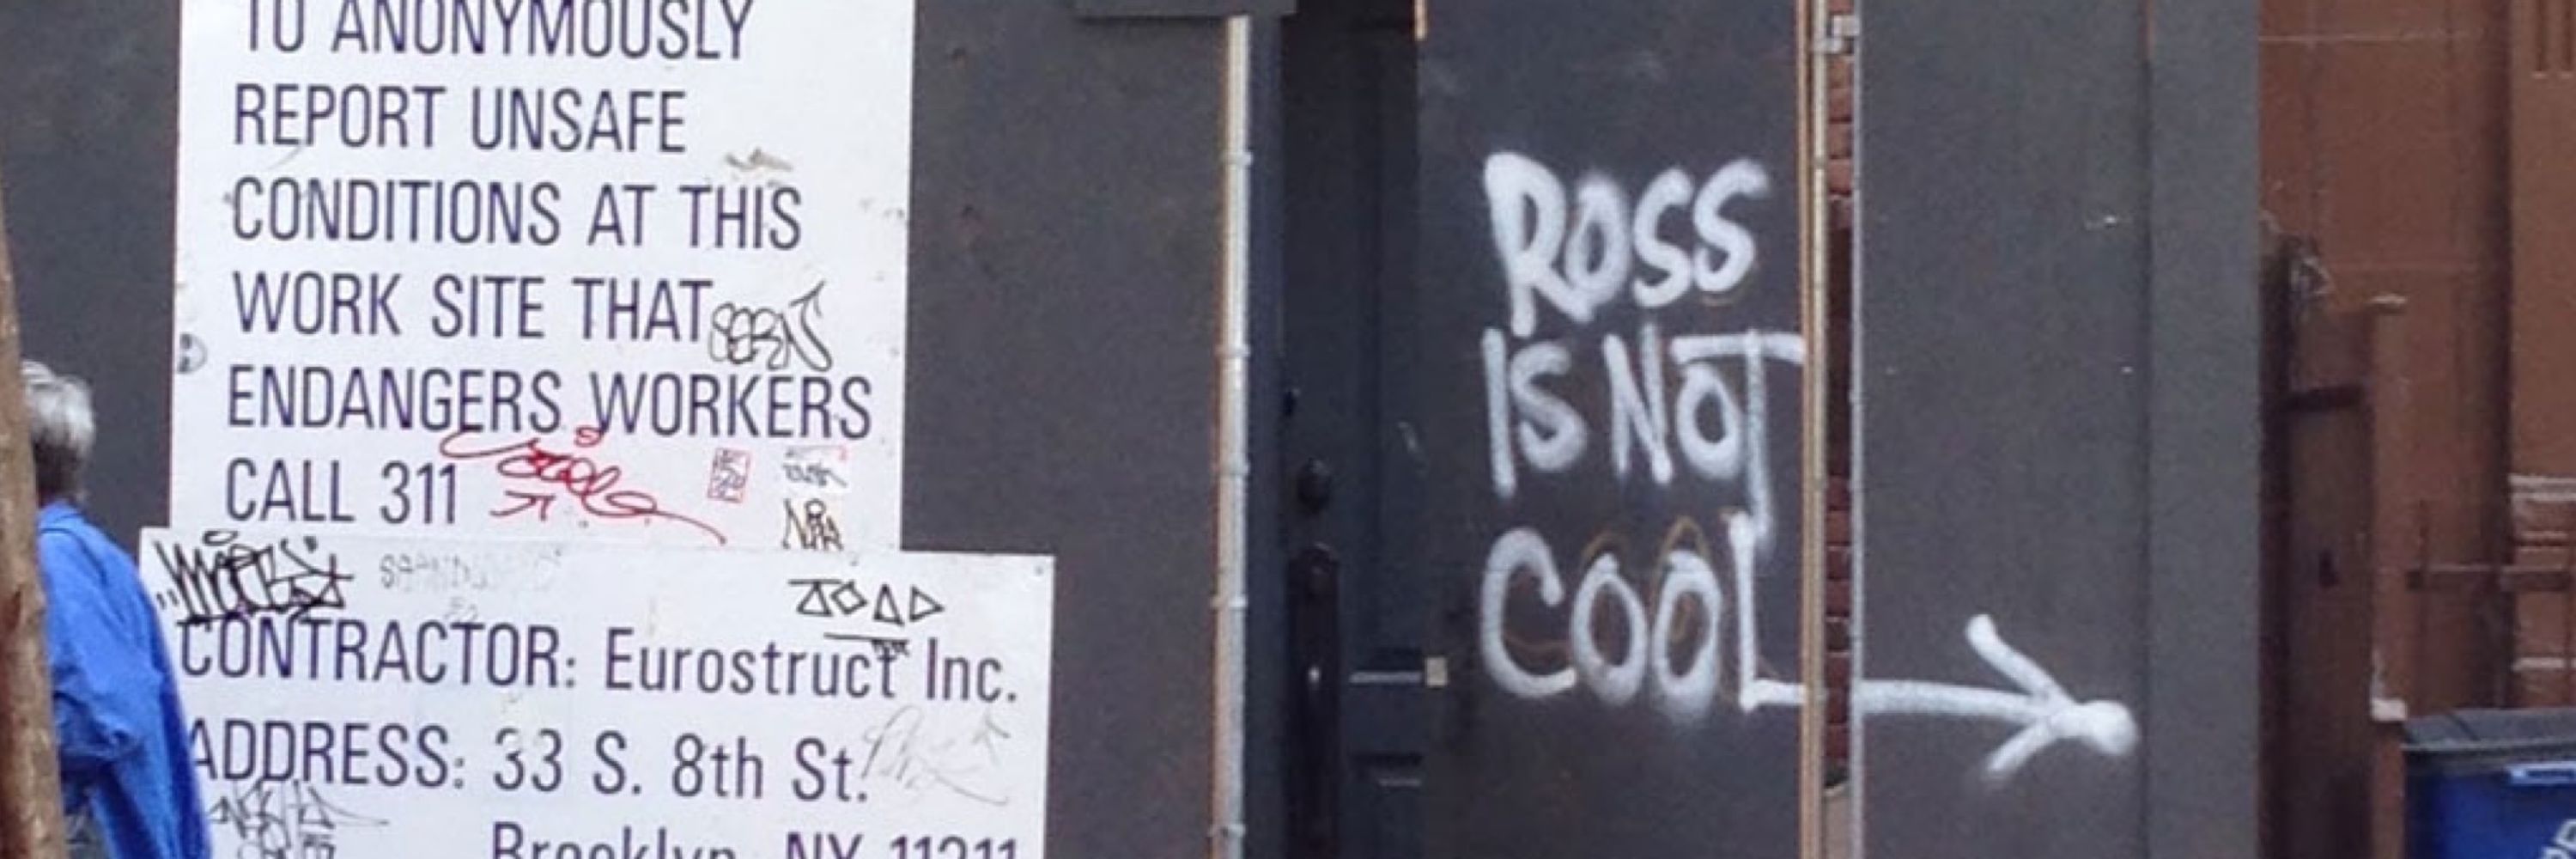 TO ANONYMOUSLY
REPORT UNSAFE
CONDITIONS AT THIS
WORK SITE THAT
ENDANGERS WORKERS
CALL 311
TOAD
CONTRACTOR: Eurostruct Inc.
ADDRESS: 33 S. 8th St.
Brooklyn, NY 11211
ROSS
IS NOT
COOL